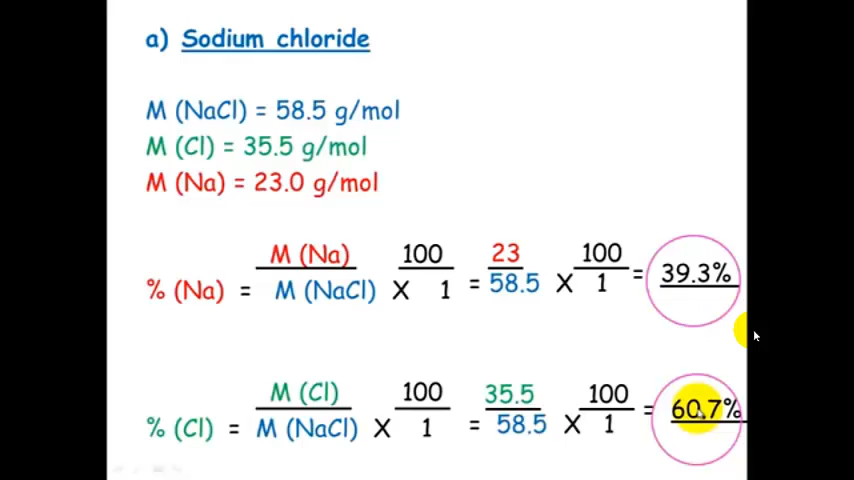 a) Sodium chloride
M (NaCl) = 58.5 g/mol
M (Cl) = 35.5 g/mol
M (Na) = 23.0 g/mol
M (Na) 100 23 100
% (Na) = M (NaCl) X 1 = 58.5 X 1 = 39.3%
M (Cl) 100 35.5 100
% (Cl) = M (NaCl) X 1 = 58.5 X 1 = 60.7%